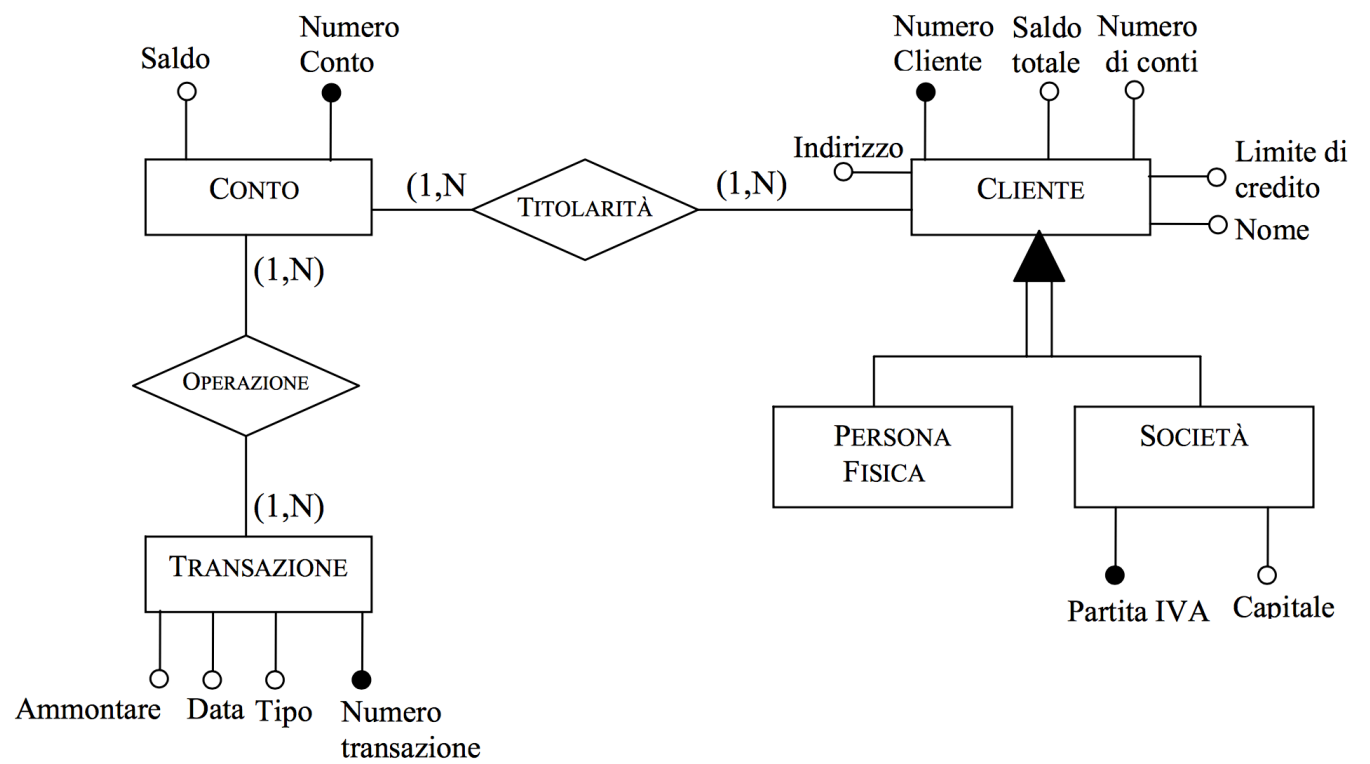 Saldo
Numero
Conto
Numero
Cliente
Saldo
totale
Numero
di conti
Indirizzo
Limite di
credito
Nome
CONTO
(1,N
TITOLARITÀ
(1,N)
CLIENTE
(1,N)
OPERAZIONE
(1,N)
PERSONA
FISICA
SOCIETÀ
TRANSAZIONE
Partita IVA
Capitale
Ammontare
Data
Tipo
Numero
transazione